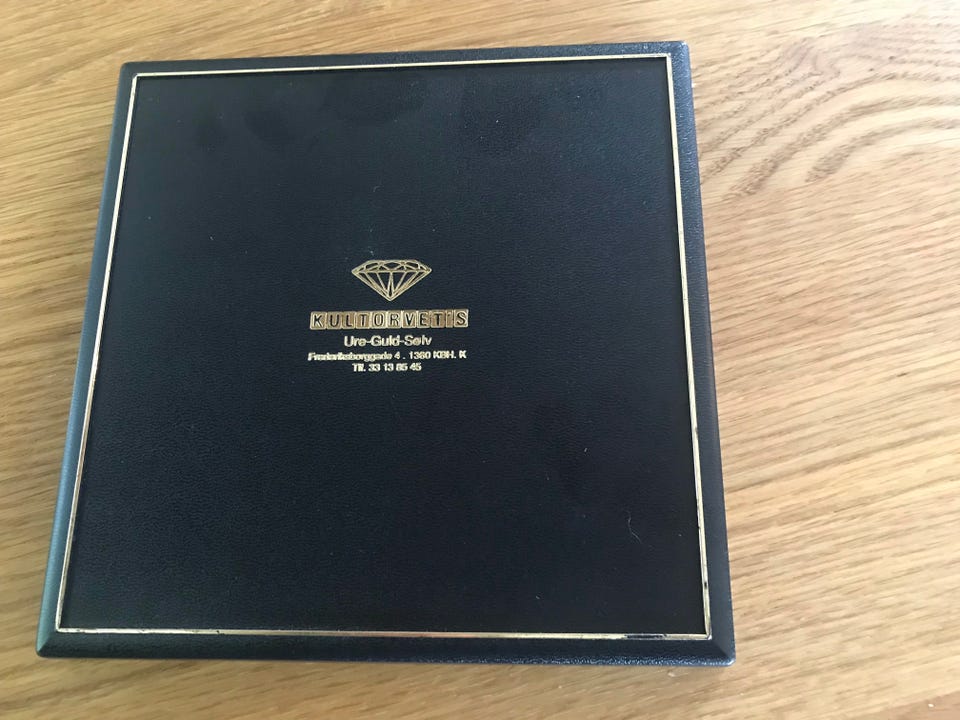 KULTORVETS
Ure-Guld-Sølv
Frederiksborggade 4 . 1360 KBH. K
Tlf. 33 13 85 45